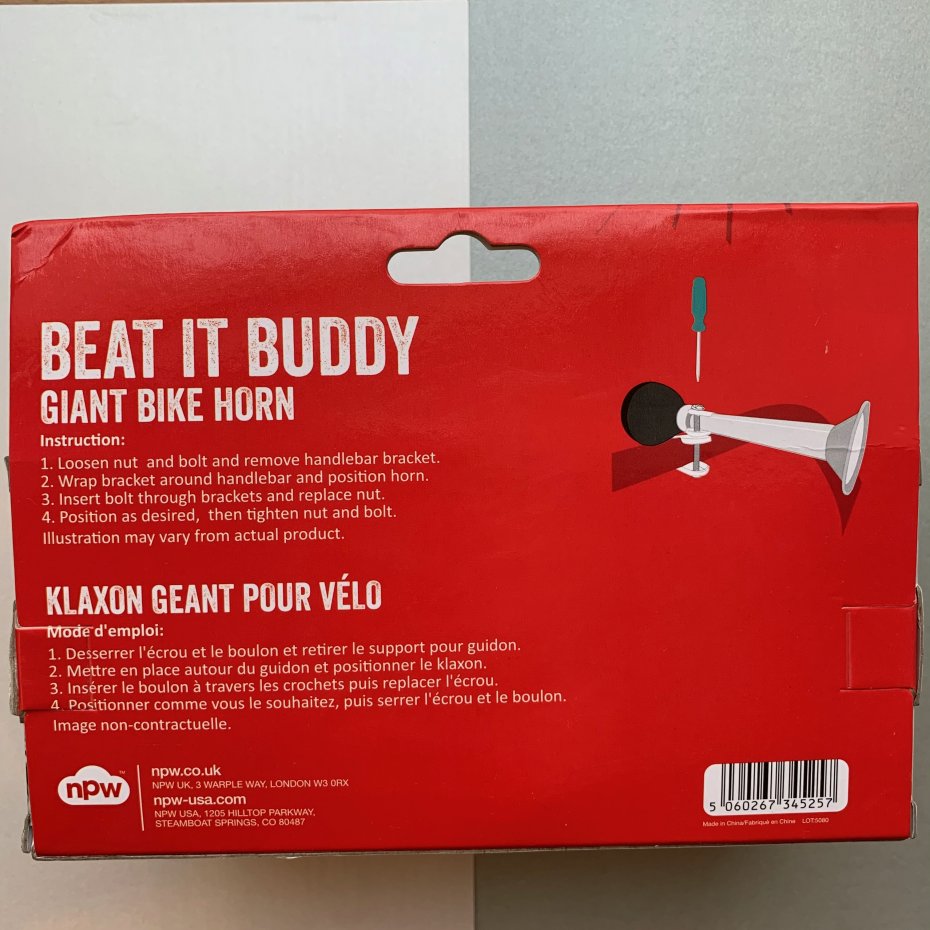 BEAT IT BUDDY
GIANT BIKE HORN
Instruction:
1. Loosen nut and bolt and remove handlebar bracket.
2. Wrap bracket around handlebar and position horn.
3. Insert bolt through brackets and replace nut.
4. Position as desired, then tighten nut and bolt.
Illustration may vary from actual product.
KLAXON GEANT POUR VÉLO
Mode d'emploi:
1. Desserrer l'écrou et le boulon et retirer le support pour guidon.
2. Mettre en place autour du guidon et positionner le klaxon.
3. Insérer le boulon à travers les crochets puis replacer l'écrou.
4. Positionner comme vous le souhaitez, puis serrer l'écrou et le boulon.
Image non-contractuelle.
npw™
npw.co.uk
NPW UK, 3 WARPLE WAY, LONDON W3 0RX
npw-usa.com
NPW USA, 1205 HILLTOP PARKWAY,
STEAMBOAT SPRINGS, CO 80487
5 060267 345257
Made in China/Fabriqué en Chine LOT:5080